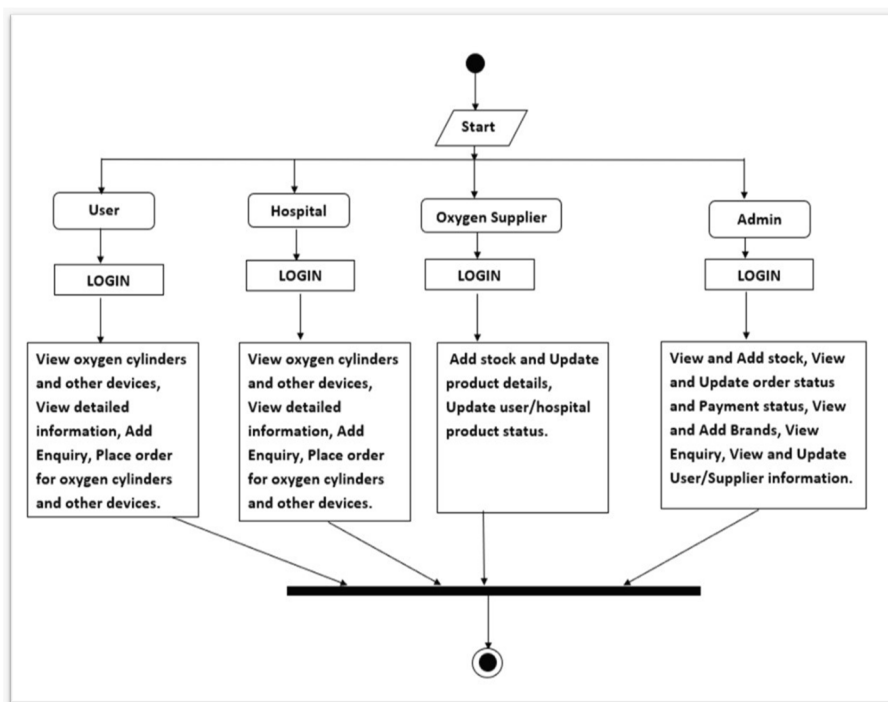 Start
User
Hospital
Oxygen Supplier
Admin
LOGIN
LOGIN
LOGIN
LOGIN
View oxygen cylinders
and other devices,
View detailed
information, Add
Enquiry, Place order
for oxygen cylinders
and other devices.
View oxygen cylinders
and other devices,
View detailed
information, Add
Enquiry, Place order
for oxygen cylinders
and other devices.
Add stock and Update
product details,
Update user/hospital
product status.
View and Add stock, View
and Update order status
and Payment status, View
and Add Brands, View
Enquiry, View and Update
User/Supplier information.